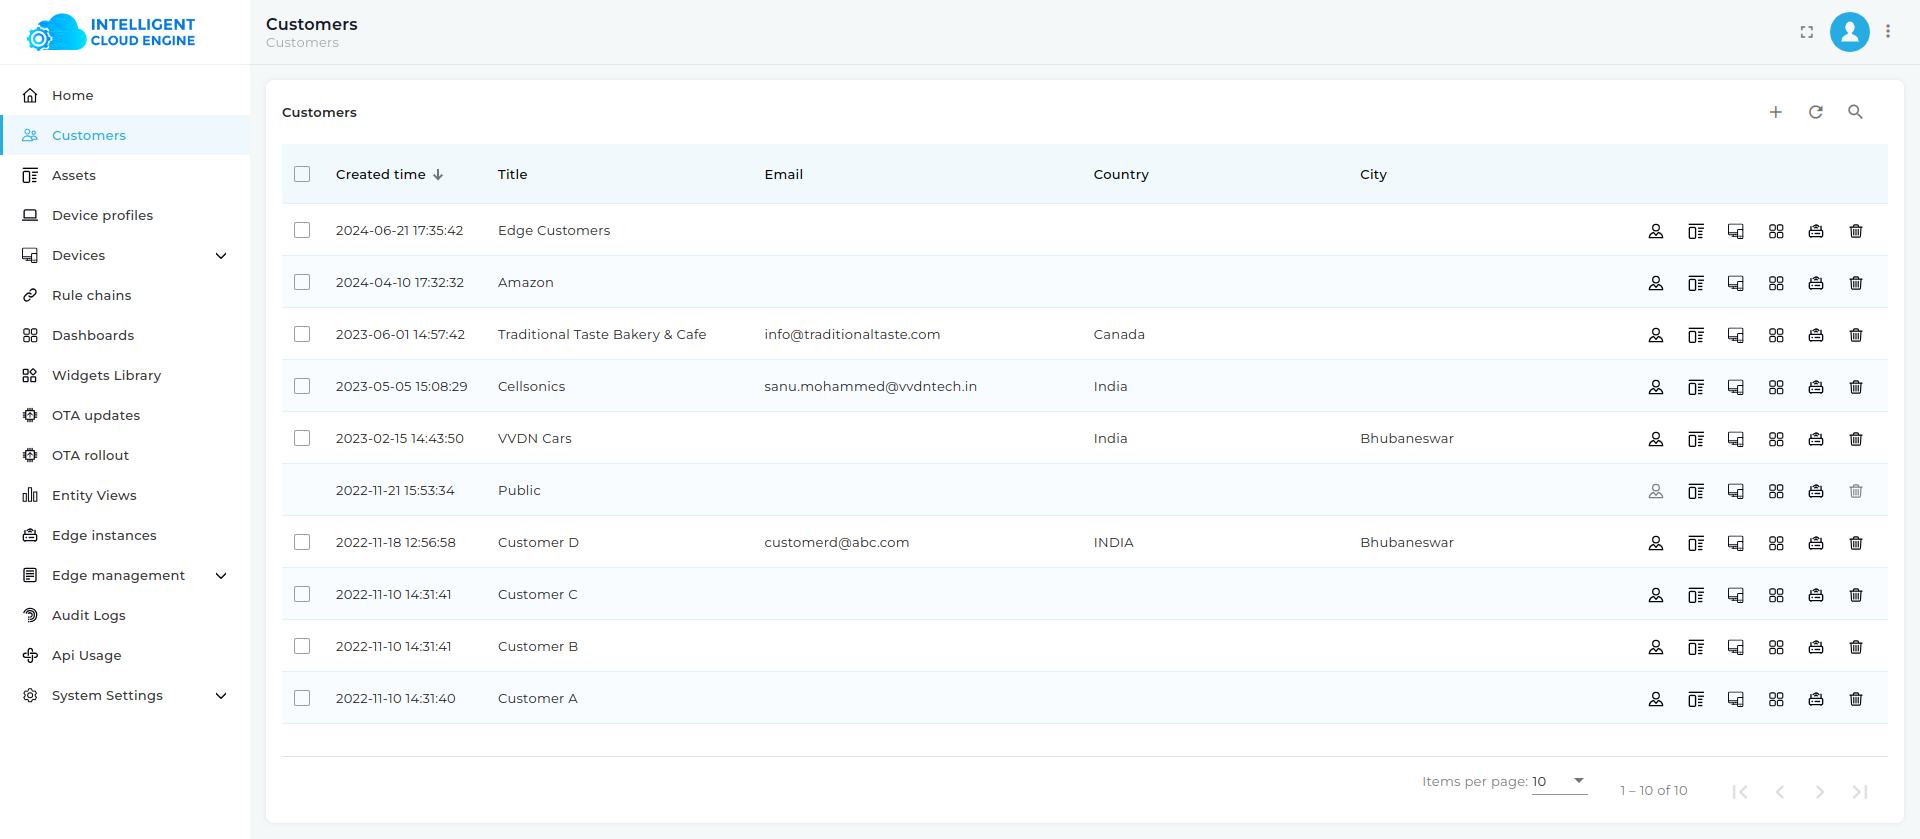 INTELLIGENT
CLOUD ENGINE
Customers
Customers
Home
Customers
Assets
Device profiles
Devices
Rule chains
Dashboards
Widgets Library
OTA updates
OTA rollout
Entity Views
Edge instances
Edge management
Audit Logs
Api Usage
System Settings
Customers
Created time Title Email Country City
2024-06-21 17:35:42 Edge Customers
2024-04-10 17:32:32 Amazon
2023-06-01 14:57:42 Traditional Taste Bakery & Cafe info@traditionaltaste.com Canada
2023-05-05 15:08:29 Cellsonics sanu.mohammed@vvdntech.in India
2023-02-15 14:43:50 VVDN Cars India Bhubaneswar
2022-11-21 15:53:34 Public
2022-11-18 12:56:58 Customer D customerd@abc.com INDIA Bhubaneswar
2022-11-10 14:31:41 Customer C
2022-11-10 14:31:41 Customer B
2022-11-10 14:31:40 Customer A
Items per page: 10 1 – 10 of 10